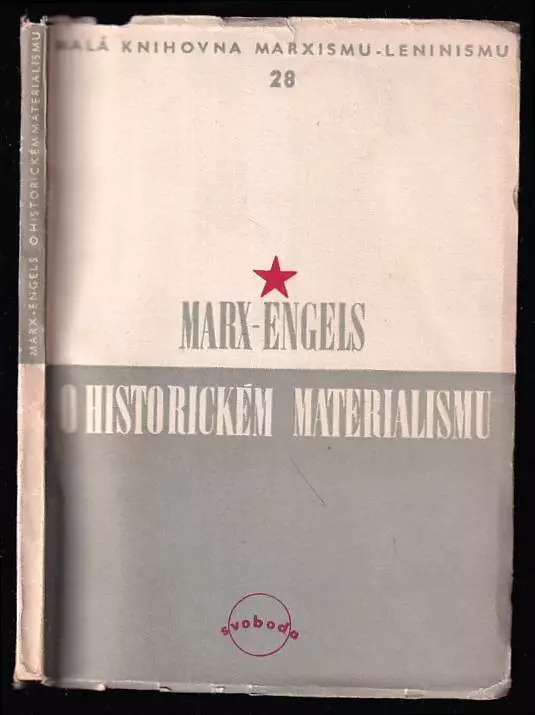 MALÁ KNIHOVNA MARXISMU-LENINISMU
28
MARX-ENGELS
O HISTORICKÉM MATERIALISMU
svoboda
MARX-ENGELS O HISTORICKÉM MATERIALISMU